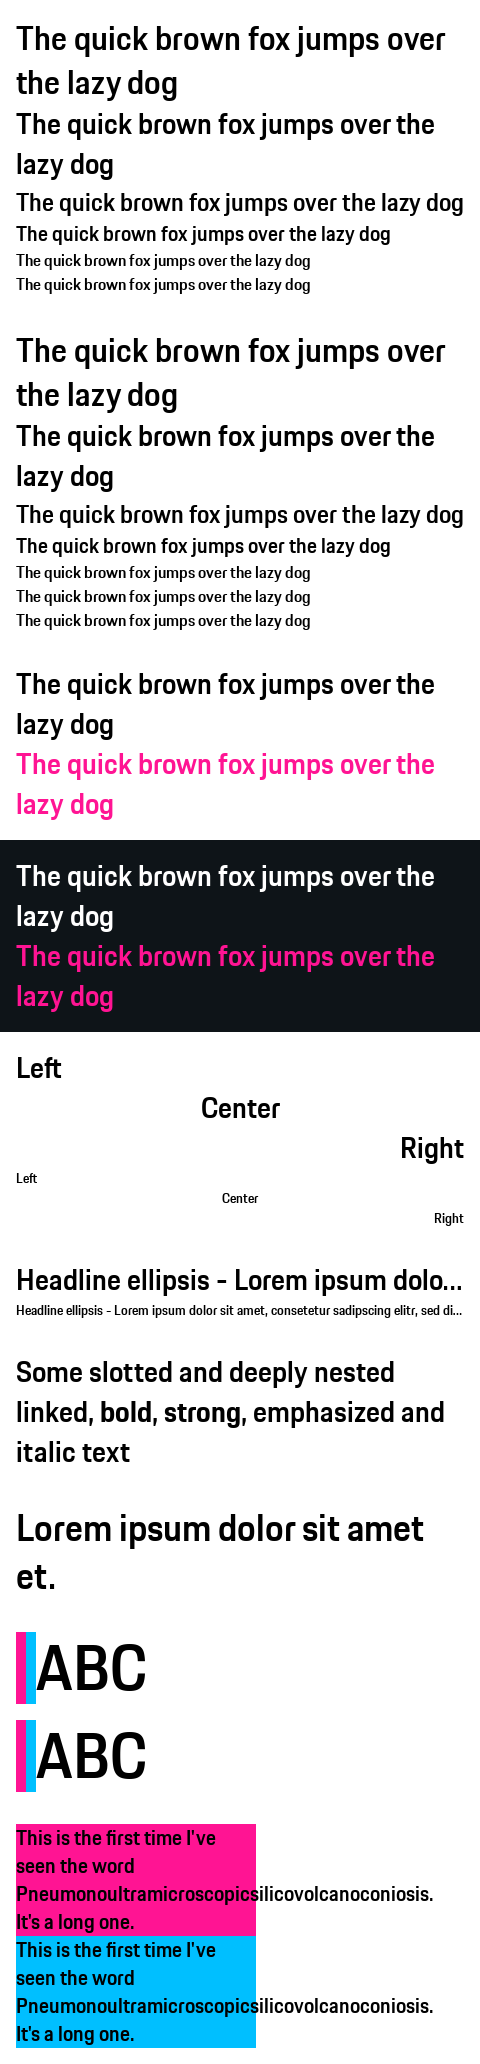 The quick brown fox jumps over
the lazy dog
The quick brown fox jumps over the
lazy dog
The quick brown fox jumps over the lazy dog
The quick brown fox jumps over the lazy dog
The quick brown fox jumps over the lazy dog
The quick brown fox jumps over the lazy dog
The quick brown fox jumps over
the lazy dog
The quick brown fox jumps over the
lazy dog
The quick brown fox jumps over the lazy dog
The quick brown fox jumps over the lazy dog
The quick brown fox jumps over the lazy dog
The quick brown fox jumps over the lazy dog
The quick brown fox jumps over the lazy dog
The quick brown fox jumps over the
lazy dog
The quick brown fox jumps over the
lazy dog
The quick brown fox jumps over the
lazy dog
The quick brown fox jumps over the
lazy dog
Left
Center
Right
Left
Center
Right
Headline ellipsis - Lorem ipsum dolo...
Headline ellipsis - Lorem ipsum dolor sit amet, consetetur sadipscing elitr, sed di...
Some slotted and deeply nested
linked, bold, strong, emphasized and
italic text
Lorem ipsum dolor sit amet
et.
ABC
ABC
This is the first time I've
seen the word
Pneumonoultramicroscopicsilicovolcanoconiosis.
It's a long one.
This is the first time I've
seen the word
Pneumonoultramicroscopicsilicovolcanoconiosis.
It's a long one.